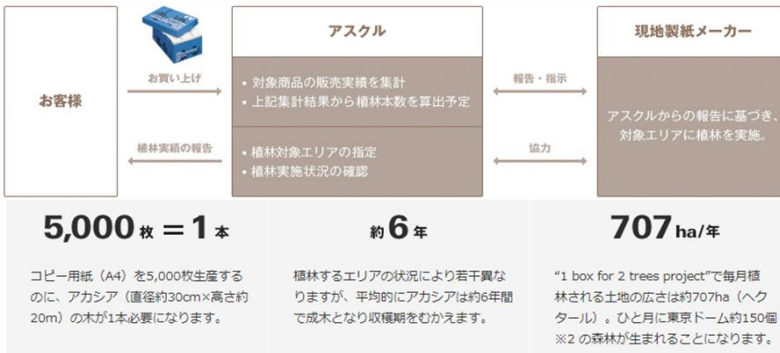 お客様
お買い上げ
植林実績の報告
アスクル
• 対象商品の販売実績を集計
• 上記集計結果から植林本数を算出予定
• 植林対象エリアの指定
• 植林実施状況の確認
報告・指示
協力
現地製紙メーカー
アスクルからの報告に基づき、
対象エリアに植林を実施。
5,000枚＝1本
コピー用紙（A4）を5,000枚生産する
のに、アカシア（直径約30cm×高さ約
20m）の木が1本必要になります。
約6年
植林するエリアの状況により若干異な
りますが、平均的にアカシアは約6年間
で成木となり収穫期をむかえます。
707ha/年
“1 box for 2 trees project”で毎月植
林される土地の広さは約707ha（ヘク
タール）。ひと月に東京ドーム約150個
※2 の森林が生まれることになります。